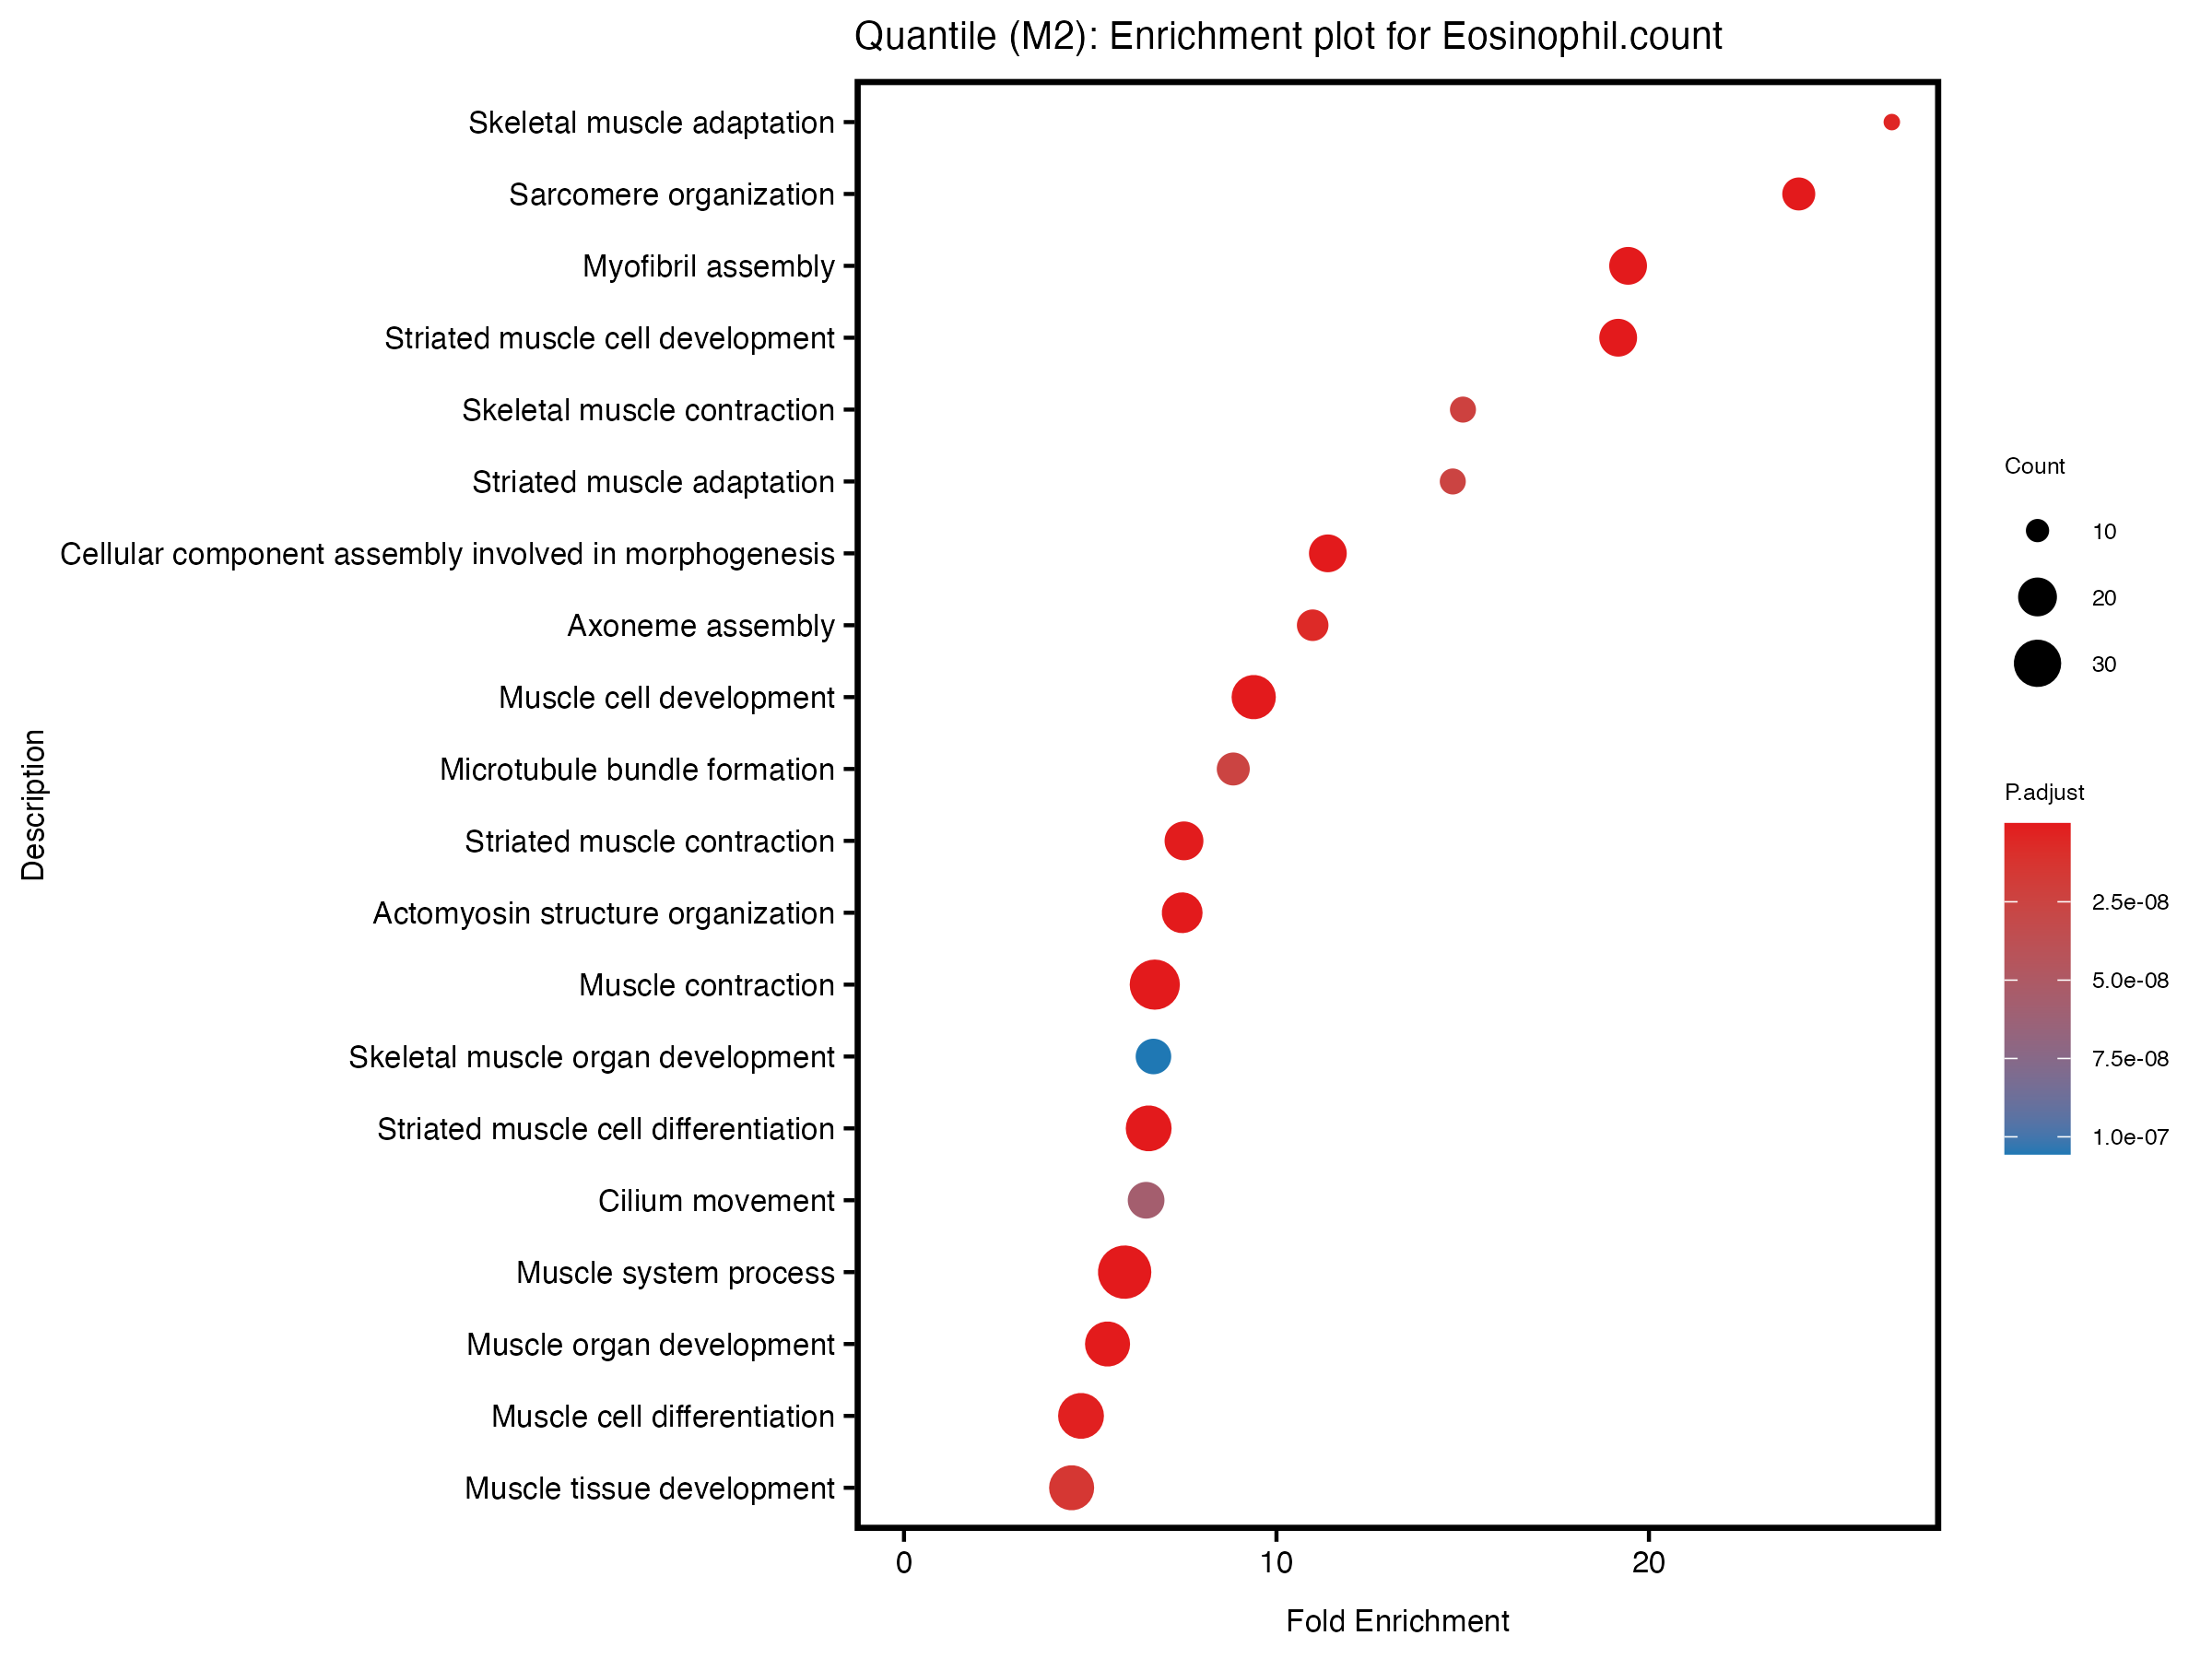 Quantile (M2): Enrichment plot for Eosinophil.count
Description
Skeletal muscle adaptation
Sarcomere organization
Myofibril assembly
Striated muscle cell development
Skeletal muscle contraction
Striated muscle adaptation
Cellular component assembly involved in morphogenesis
Axoneme assembly
Muscle cell development
Microtubule bundle formation
Striated muscle contraction
Actomyosin structure organization
Muscle contraction
Skeletal muscle organ development
Striated muscle cell differentiation
Cilium movement
Muscle system process
Muscle organ development
Muscle cell differentiation
Muscle tissue development
0 10 20
Fold Enrichment
Count
10
20
30
P.adjust
2.5e-08
5.0e-08
7.5e-08
1.0e-07